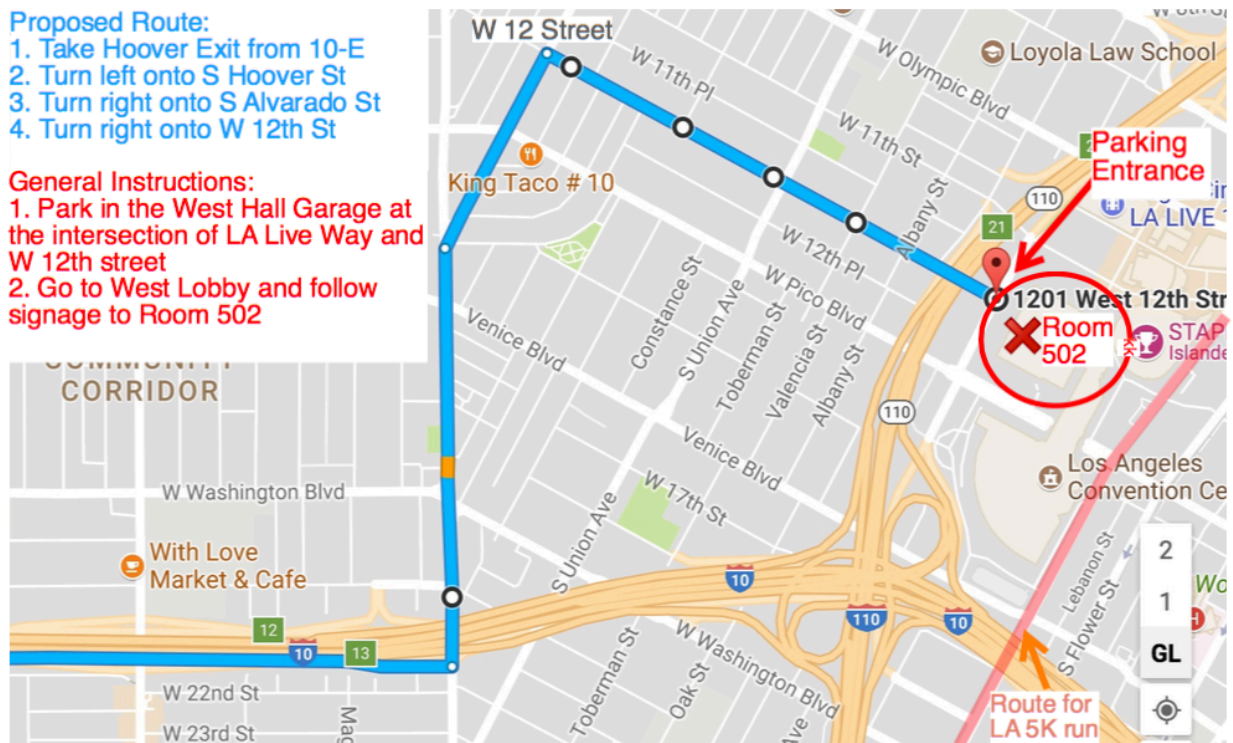 Proposed Route:
1. Take Hoover Exit from 10-E
2. Turn left onto S Hoover St
3. Turn right onto S Alvarado St
4. Turn right onto W 12th St
General Instructions:
1. Park in the West Hall Garage at
the intersection of LA Live Way and
W 12th street
2. Go to West Lobby and follow
signage to Room 502
W 12 Street
W 11th Pl
W Olympic Blvd
Loyola Law School
W 11th St
Parking
Entrance
King Taco # 10
Albany St
110
LA LIVE
21
W 12th Pl
W Pico Blvd
1201 West 12th Str
Room
502
STAP
Islande
Constance St
S Union Ave
Toberman St
Valencia St
Albany St
Venice Blvd
COMMUNITY
CORRIDOR
110
Venice Blvd
Los Angeles
Convention Ce
W Washington Blvd
W 17th St
With Love
Market & Cafe
S Union Ave
Lebanon St
S Flower St
2
1
GL
Wo
H
10
12
10
13
110
10
W Washington Blvd
W 22nd St
W 23rd St
Mag
Toberman St
Oak St
Ave
Route for
LA 5K run